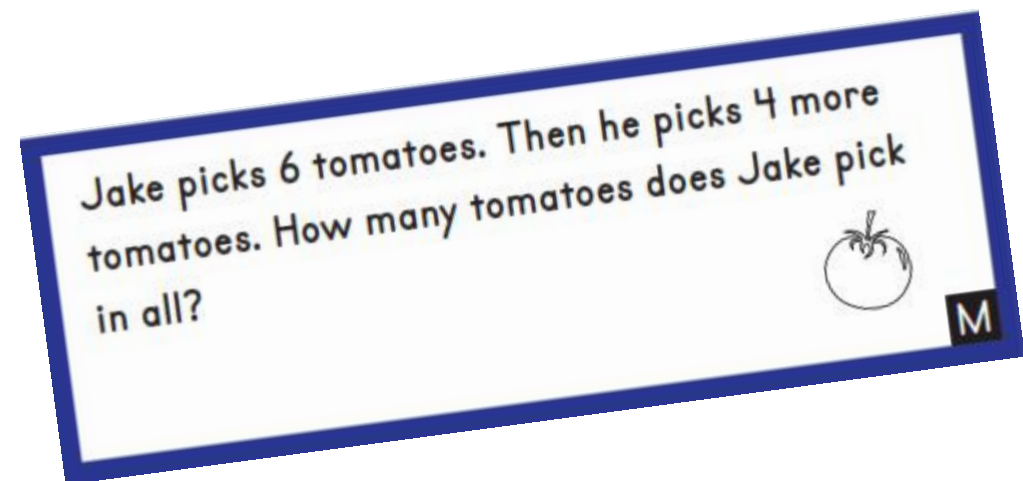 Jake picks 6 tomatoes. Then he picks 4 more
tomatoes. How many tomatoes does Jake pick
in all?
M